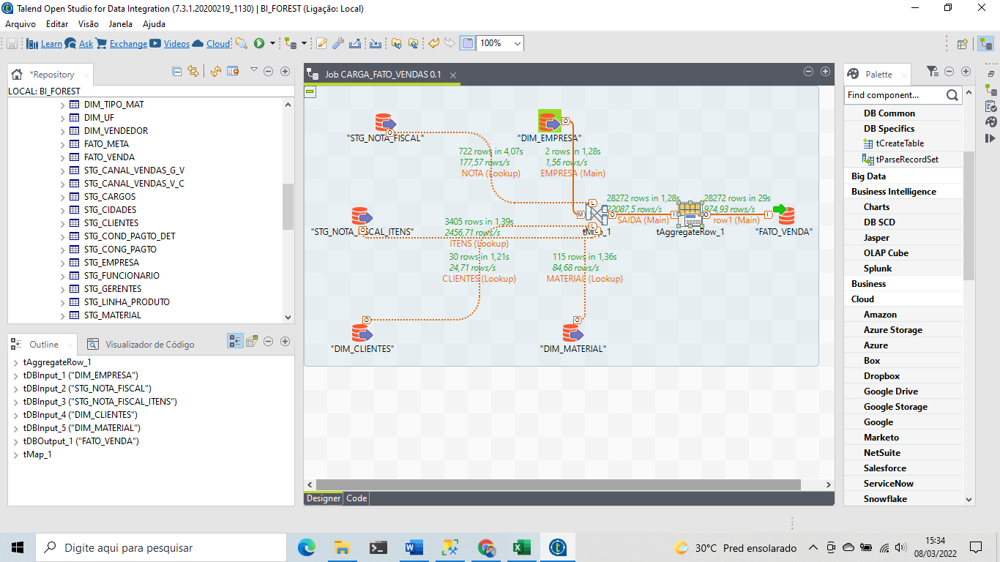 Talend Open Studio for Data Integration (7.3.1.20200219_1130) | BI_FOREST (Ligação: Local)
Arquivo Editar Visão Janela Ajuda
Learn Ask Exchange Videos Cloud 100%
*Repository
LOCAL: BI_FOREST
DIM_TIPO_MAT
DIM_UF
DIM_VENDEDOR
FATO_META
FATO_VENDA
STG_CANAL_VENDAS_G_V
STG_CANAL_VENDAS_V_C
STG_CARGOS
STG_CIDADES
STG_CLIENTES
STG_COND_PAGTO_DET
STG_CONG_PAGTO
STG_EMPRESA
STG_FUNCIONARIO
STG_GERENTES
STG_LINHA_PRODUTO
STG_MATERIAL
Outline Visualizador de Código
tAggregateRow_1
tDBInput_1 ("DIM_EMPRESA")
tDBInput_2 ("STG_NOTA_FISCAL")
tDBInput_3 ("STG_NOTA_FISCAL_ITENS")
tDBInput_4 ("DIM_CLIENTES")
tDBInput_5 ("DIM_MATERIAL")
tDBOutput_1 ("FATO_VENDA")
tMap_1
Job CARGA_FATO_VENDAS 0.1
"STG_NOTA_FISCAL"
"DIM_EMPRESA"
722 rows in 4,07s
177,57 rows/s
NOTA (Lookup)
2 rows in 1,28s
1,56 rows/s
EMPRESA (Main)
28272 rows in 1,28s
22087,5 rows/s
SAIDA (Main)
28272 rows in 29s
974,93 rows/s
row1 (Main)
"STG_NOTA_FISCAL_ITENS"
3405 rows in 1,39s
2456,71 rows/s
ITENS (Lookup)
tMap_1
tAggregateRow_1
"FATO_VENDA"
30 rows in 1,21s
24,71 rows/s
CLIENTES (Lookup)
115 rows in 1,36s
84,68 rows/s
MATERIAL (Lookup)
"DIM_CLIENTES"
"DIM_MATERIAL"
Designer Code
Palette
Find component...
DB Common
DB Specifics
tCreateTable
tParseRecordSet
Big Data
Business Intelligence
Charts
DB SCD
Jasper
OLAP Cube
Splunk
Business
Cloud
Amazon
Azure Storage
Azure
Box
Dropbox
Google Drive
Google Storage
Google
Marketo
NetSuite
Salesforce
ServiceNow
Snowflake
Digite aqui para pesquisar
30°C Pred ensolarado
15:34
08/03/2022